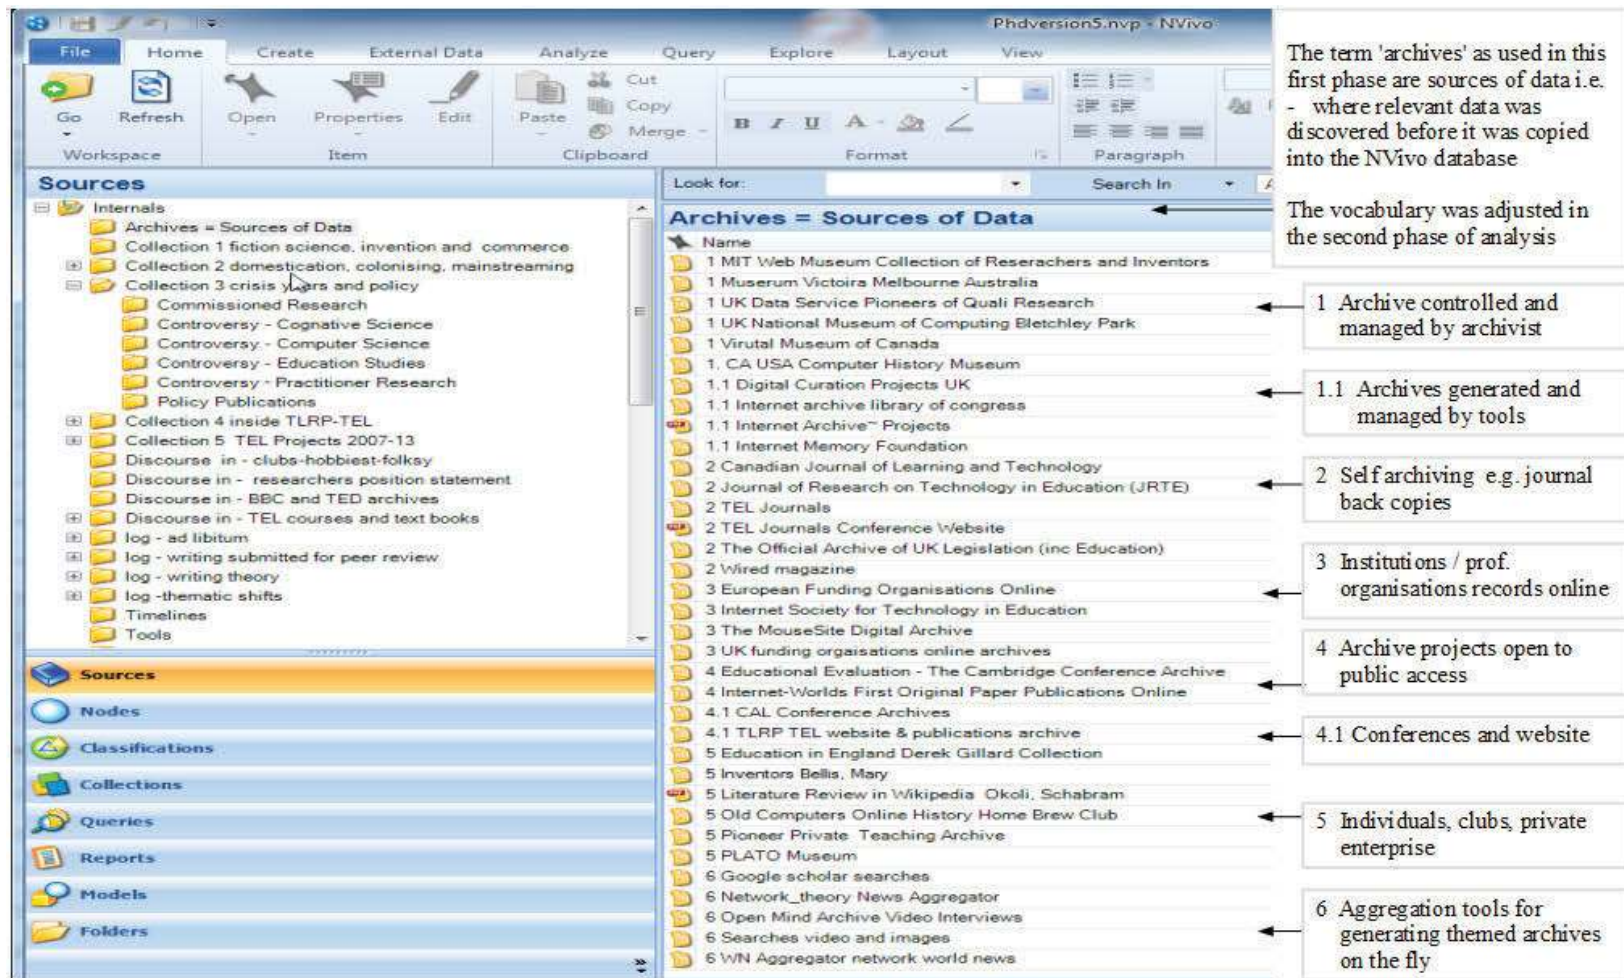 Phdversion5.nvp - NVivo
File Home Create External Data Analyze Query Explore Layout View
Go Refresh Open Properties Edit Paste Cut
Copy
Merge
B I U A
Workspace Item Clipboard Format Paragraph
Sources
Internals
Archives = Sources of Data
Collection 1 fiction science, invention and commerce
Collection 2 domestication, colonising, mainstreaming
Collection 3 crisis years and policy
Commissioned Research
Controversy - Cognative Science
Controversy - Computer Science
Controversy - Education Studies
Controversy - Practitioner Research
Policy Publications
Collection 4 inside TLRP-TEL
Collection 5 TEL Projects 2007-13
Discourse in - clubs-hobbiest-folksy
Discourse in - researchers position statement
Discourse in - BBC and TED archives
Discourse in - TEL courses and text books
log - ad libitum
log - writing submitted for peer review
log - writing theory
log -thematic shifts
Timelines
Tools
Sources
Nodes
Classifications
Collections
Queries
Reports
Models
Folders
Look for: Search In
Archives = Sources of Data
Name
1 MIT Web Museum Collection of Reserachers and Inventors
1 Muserum Victoira Melbourne Australia
1 UK Data Service Pioneers of Quali Research
1 UK National Museum of Computing Bletchley Park
1 Virutal Museum of Canada
1. CA USA Computer History Museum
1.1 Digital Curation Projects UK
1.1 Internet archive library of congress
1.1 Internet Archive~ Projects
1.1 Internet Memory Foundation
2 Canadian Journal of Learning and Technology
2 Journal of Research on Technology in Education (JRTE)
2 TEL Journals
2 TEL Journals Conference Website
2 The Official Archive of UK Legislation (inc Education)
2 Wired magazine
3 European Funding Organisations Online
3 Internet Society for Technology in Education
3 The MouseSite Digital Archive
3 UK funding orgaisations online archives
4 Educational Evaluation - The Cambridge Conference Archive
4 Internet-Worlds First Original Paper Publications Online
4.1 CAL Conference Archives
4.1 TLRP TEL website & publications archive
5 Education in England Derek Gillard Collection
5 Inventors Bellis, Mary
5 Literature Review in Wikipedia Okoli, Schabram
5 Old Computers Online History Home Brew Club
5 Pioneer Private Teaching Archive
5 PLATO Museum
6 Google scholar searches
6 Network_theory News Aggregator
6 Open Mind Archive Video Interviews
6 Searches video and images
6 WN Aggregator network world news
The term 'archives' as used in this
first phase are sources of data i.e.
- where relevant data was
discovered before it was copied
into the NVivo database
The vocabulary was adjusted in
the second phase of analysis
1 Archive controlled and
managed by archivist
1.1 Archives generated and
managed by tools
2 Self archiving e.g. journal
back copies
3 Institutions / prof.
organisations records online
4 Archive projects open to
public access
4.1 Conferences and website
5 Individuals, clubs, private
enterprise
6 Aggregation tools for
generating themed archives
on the fly